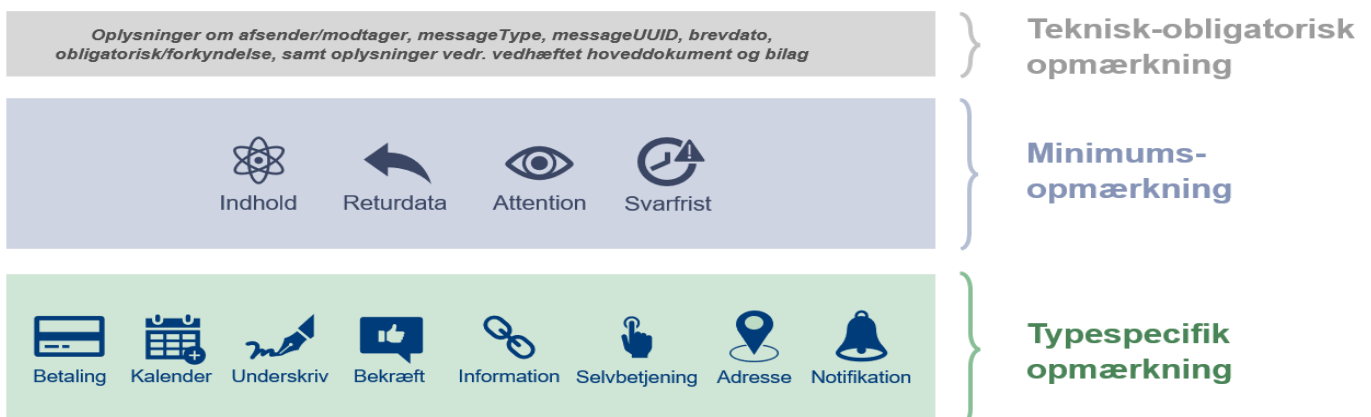 Oplysninger om afsender/modtager, messageType, messageUUID, brevdato,
obligatorisk/forkyndelse, samt oplysninger vedr. vedhæftet hoveddokument og bilag
Teknisk-obligatorisk
opmærkning
Indhold Returdata Attention Svarfrist
Minimums-
opmærkning
Betaling Kalender Underskriv Bekræft Information Selvbetjening Adresse Notifikation
Typespecifik
opmærkning